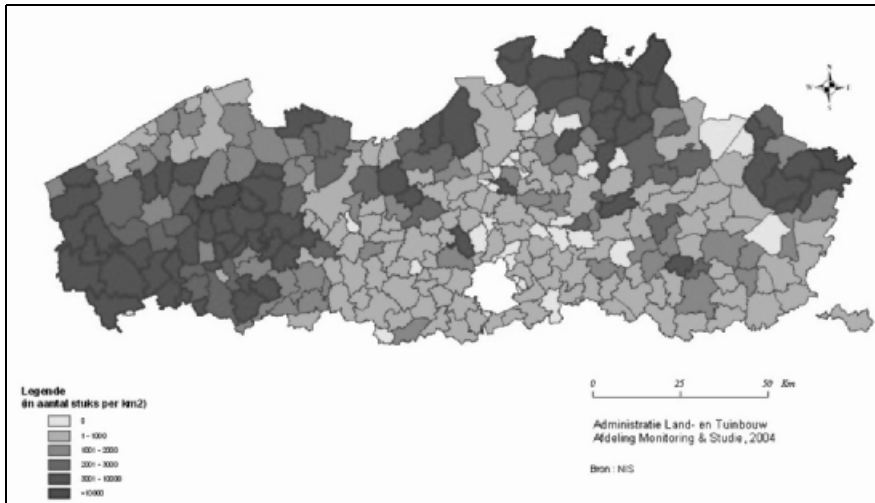 N
W E
S
Legende
(in aantal stuks per km2)
0
1 - 1000
1001 - 2000
2001 - 3000
3001 - 10000
>10000
0 25 50 Km
Administratie Land- en Tuinbouw
Afdeling Monitoring & Studie, 2004
Bron : NIS